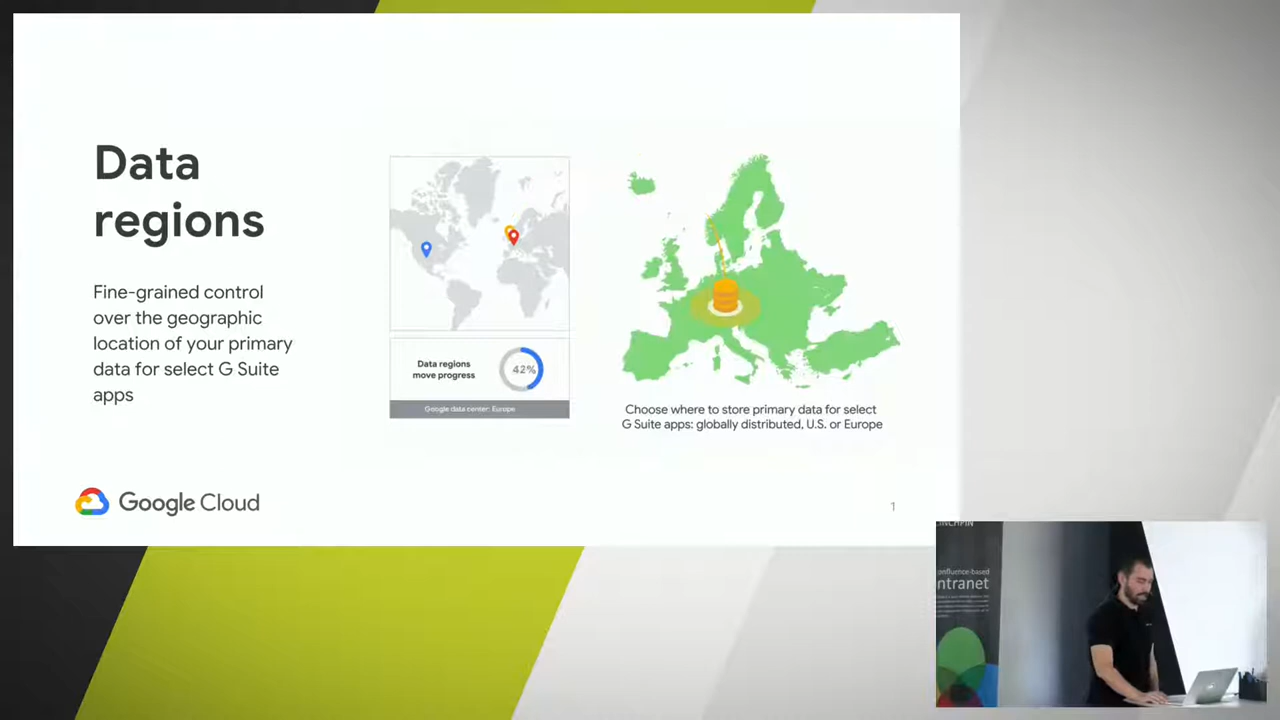 Data
regions
Fine-grained control
over the geographic
location of your primary
data for select G Suite
apps
Data regions
move progress
42%
Google data center: Europe
Choose where to store primary data for select
G Suite apps: globally distributed, U.S. or Europe
Google Cloud
1
INCHPIN
onfluence-based
ntranet